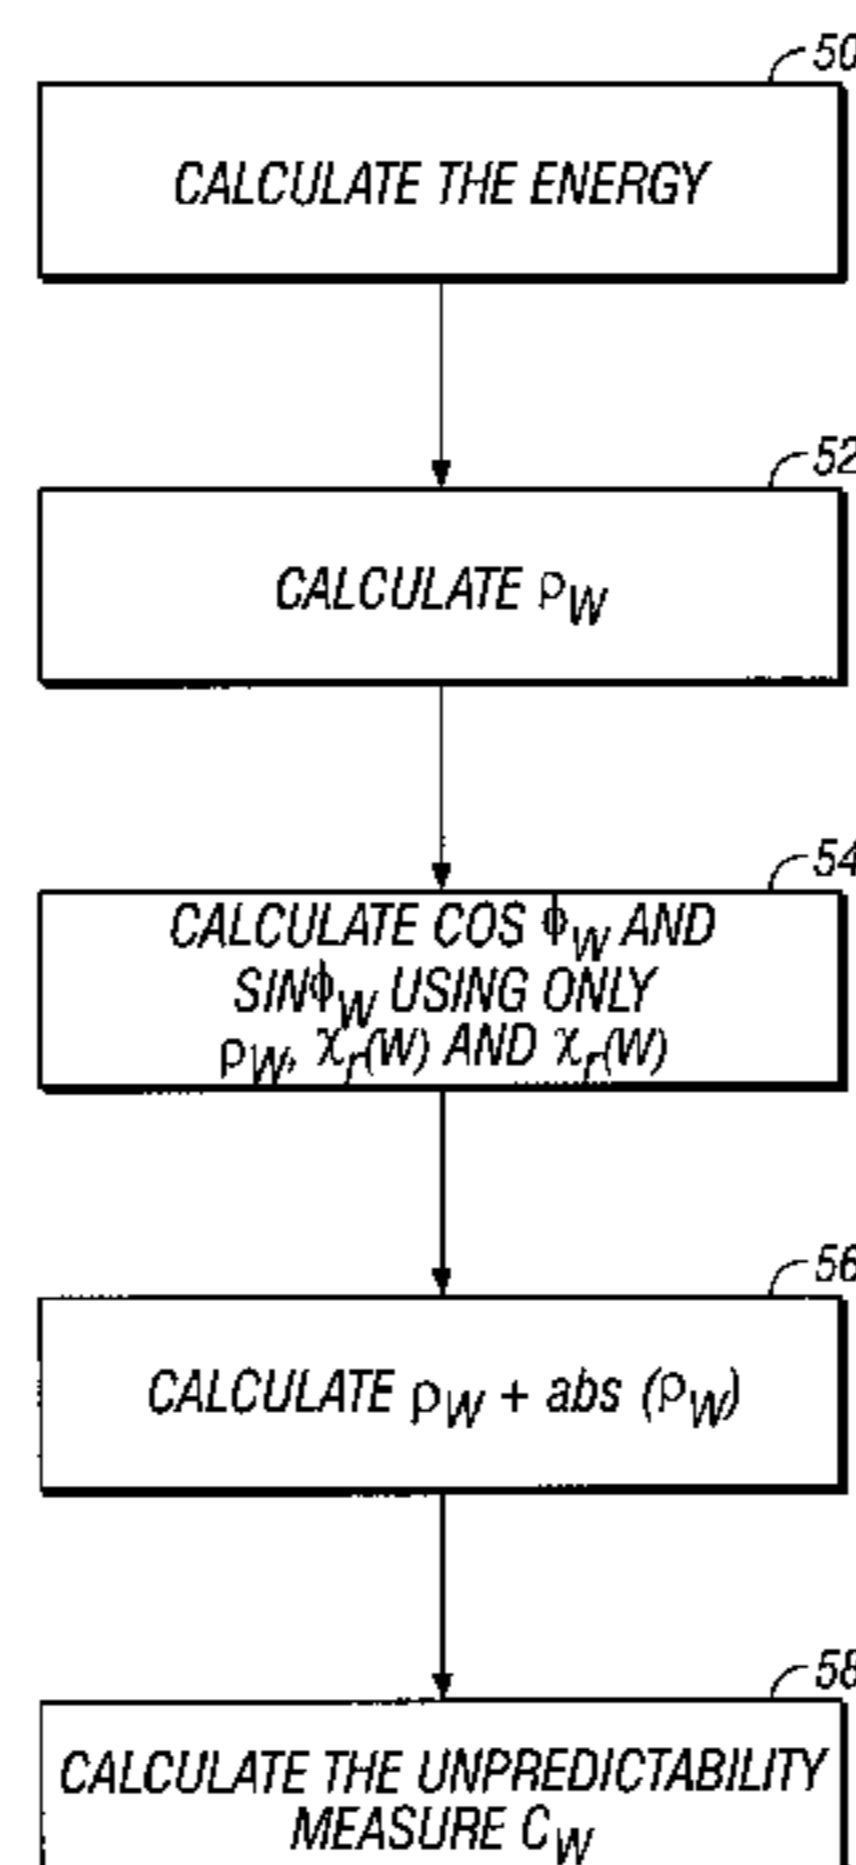 50
CALCULATE THE ENERGY
52
CALCULATE ρW
54
CALCULATE COS ϕW AND
SINϕW USING ONLY
ρW, χr(W) AND χr(W)
56
CALCULATE ρW + abs (ρW)
58
CALCULATE THE UNPREDICTABILITY
MEASURE CW